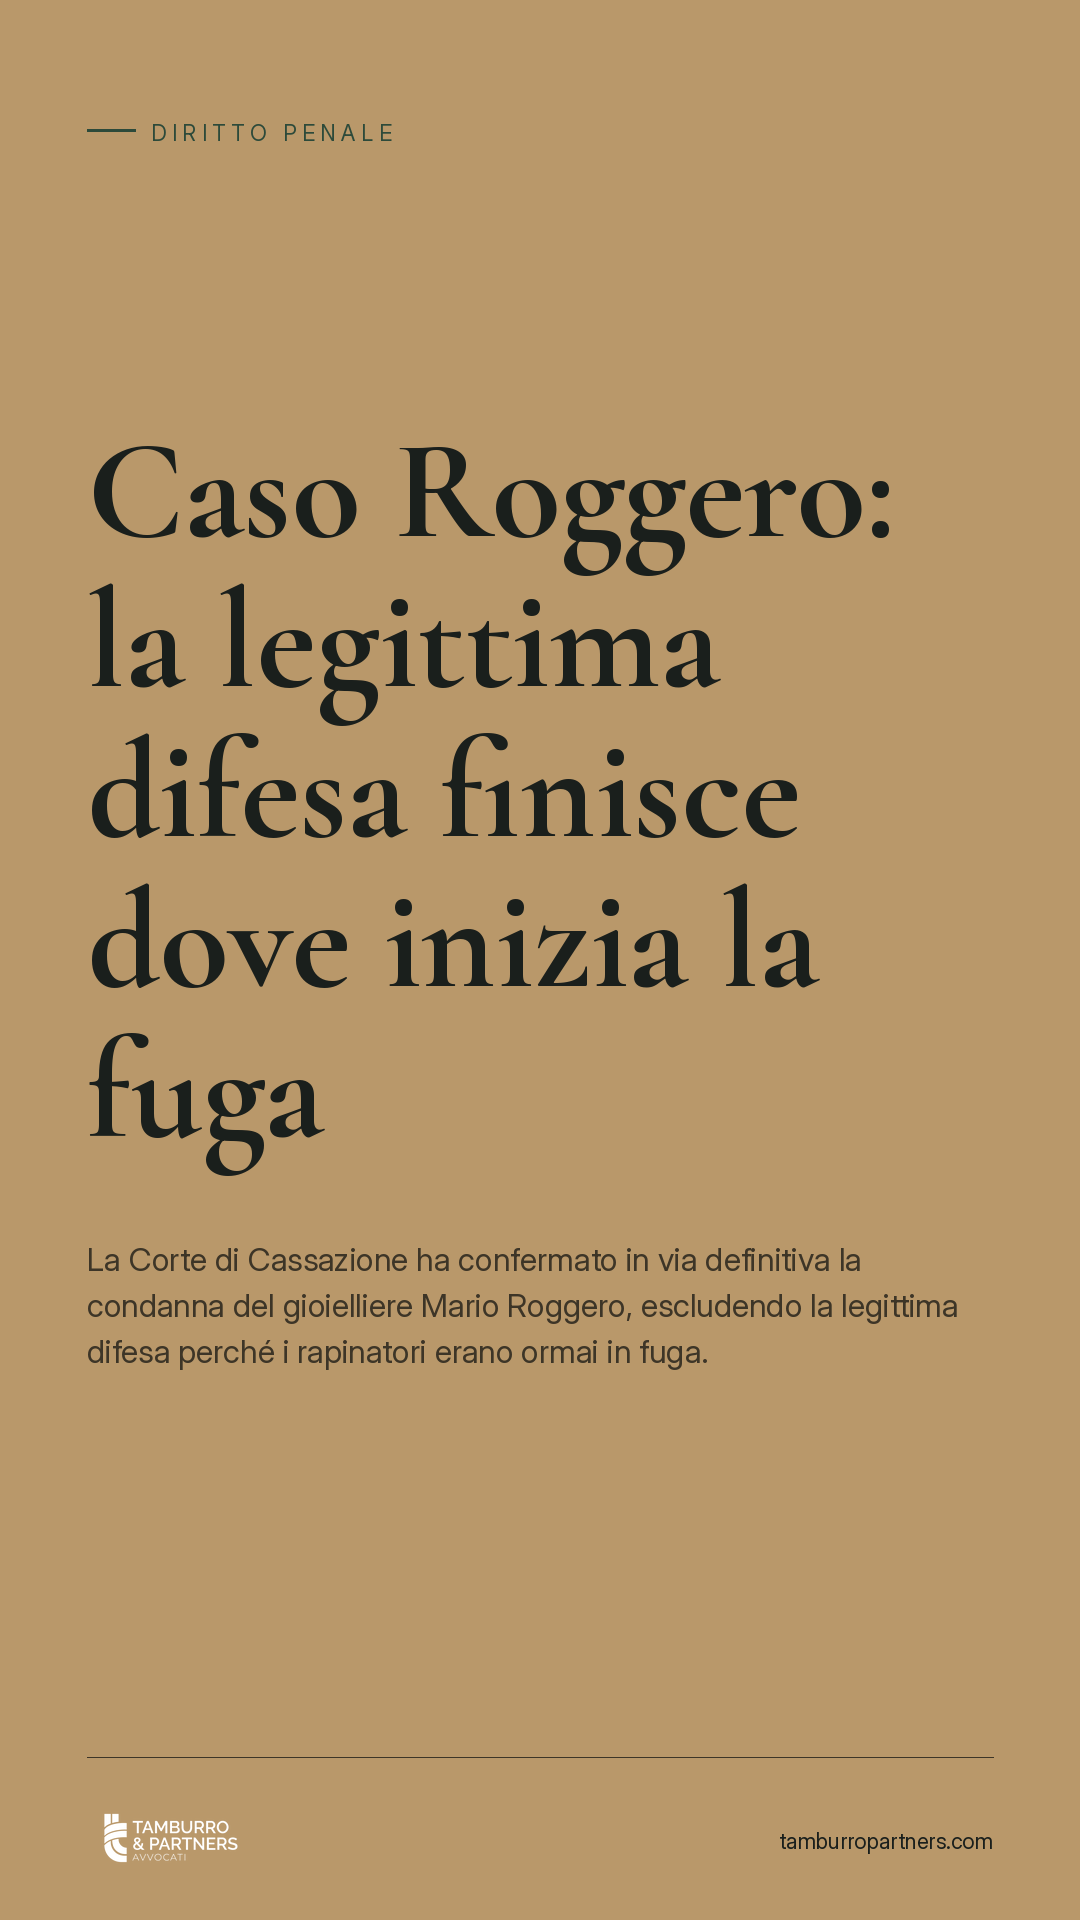 DIRITTO PENALE
Caso Roggero:
la legittima
difesa finisce
dove inizia la
fuga
La Corte di Cassazione ha confermato in via definitiva la
condanna del gioielliere Mario Roggero, escludendo la legittima
difesa perché i rapinatori erano ormai in fuga.
TAMBURRO
& PARTNERS
AVVOCATI
tamburropartners.com